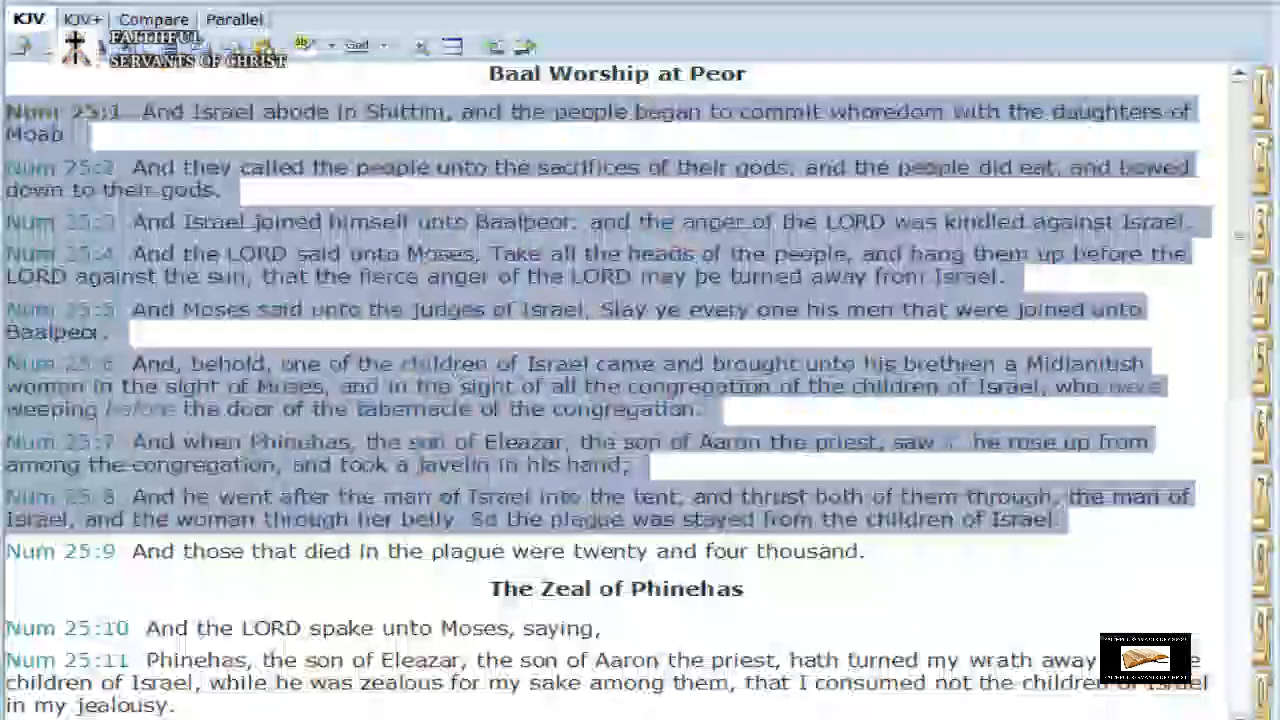 KJV KJV+ Compare Parallel
FAITHFUL
SERVANTS OF CHRIST
Baal Worship at Peor
Num 25:1 And Israel abode in Shittim, and the people began to commit whoredom with the daughters of
Moab
Num 25:2 And they called the people unto the sacrifices of their gods: and the people did eat, and bowed
down to their gods.
Num 25:3 And Israel joined himself unto Baalpeor: and the anger of the LORD was kindled against Israel.
Num 25:4 And the LORD said unto Moses, Take all the heads of the people, and hang them up before the
LORD against the sun, that the fierce anger of the LORD may be turned away from Israel.
Num 25:5 And Moses said unto the judges of Israel, Slay ye every one his men that were joined unto
Baalpeor.
Num 25:6 And, behold, one of the children of Israel came and brought unto his brethren a Midianitish
woman in the sight of Moses, and in the sight of all the congregation of the children of Israel, who were
weeping before the door of the tabernacle of the congregation.
Num 25:7 And when Phinehas, the son of Eleazar, the son of Aaron the priest, saw he rose up from
among the congregation, and took a javelin in his hand;
Num 25:8 And he went after the man of Israel into the tent, and thrust both of them through, the man of
Israel, and the woman through her belly. So the plague was stayed from the children of Israel.
Num 25:9 And those that died in the plague were twenty and four thousand.
The Zeal of Phinehas
Num 25:10 And the LORD spake unto Moses, saying,
Num 25:11 Phinehas, the son of Eleazar, the son of Aaron the priest, hath turned my wrath away
children of Israel, while he was zealous for my sake among them, that I consumed not the children of Israel
in my jealousy.